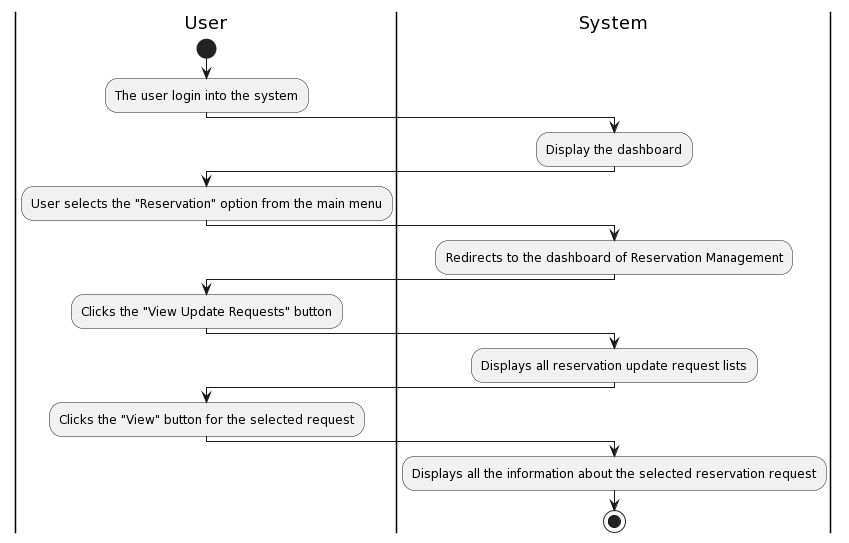 User
System
The user login into the system
Display the dashboard
User selects the "Reservation" option from the main menu
Redirects to the dashboard of Reservation Management
Clicks the "View Update Requests" button
Displays all reservation update request lists
Clicks the "View" button for the selected request
Displays all the information about the selected reservation request